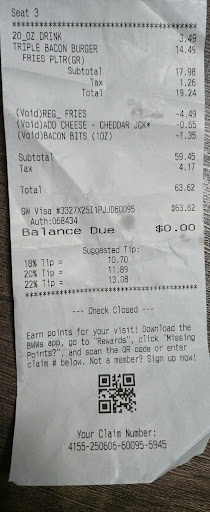 Seat 3
****************************************
20_OZ DRINK 3.49
TRIPLE BACON BURGER 14.49
FRIES PLTR(GR)
Subtotal 17.98
Tax 1.26
Total 19.24
(Void)REG_ FRIES -4.49
(Void)ADD CHEESE - CHEDDAR JCK* -0.65
(Void)BACON BITS (1OZ) -1.35
Subtotal 59.45
Tax 4.17
Total 63.62
GW Visa #3327X25I1PJJD60095 $63.62
Auth:068434
Balance Due $0.00
Suggested Tip:
18% Tip = 10.70
20% Tip = 11.89
22% Tip = 13.08
****************************************
--- Check Closed ---
Earn points for your visit! Download the
BWWs app, go to "Rewards", click "Missing
Points?", and scan the QR code or enter
claim # below. Not a member? Sign up now!
Your Claim Number:
4155-250606-60095-5945